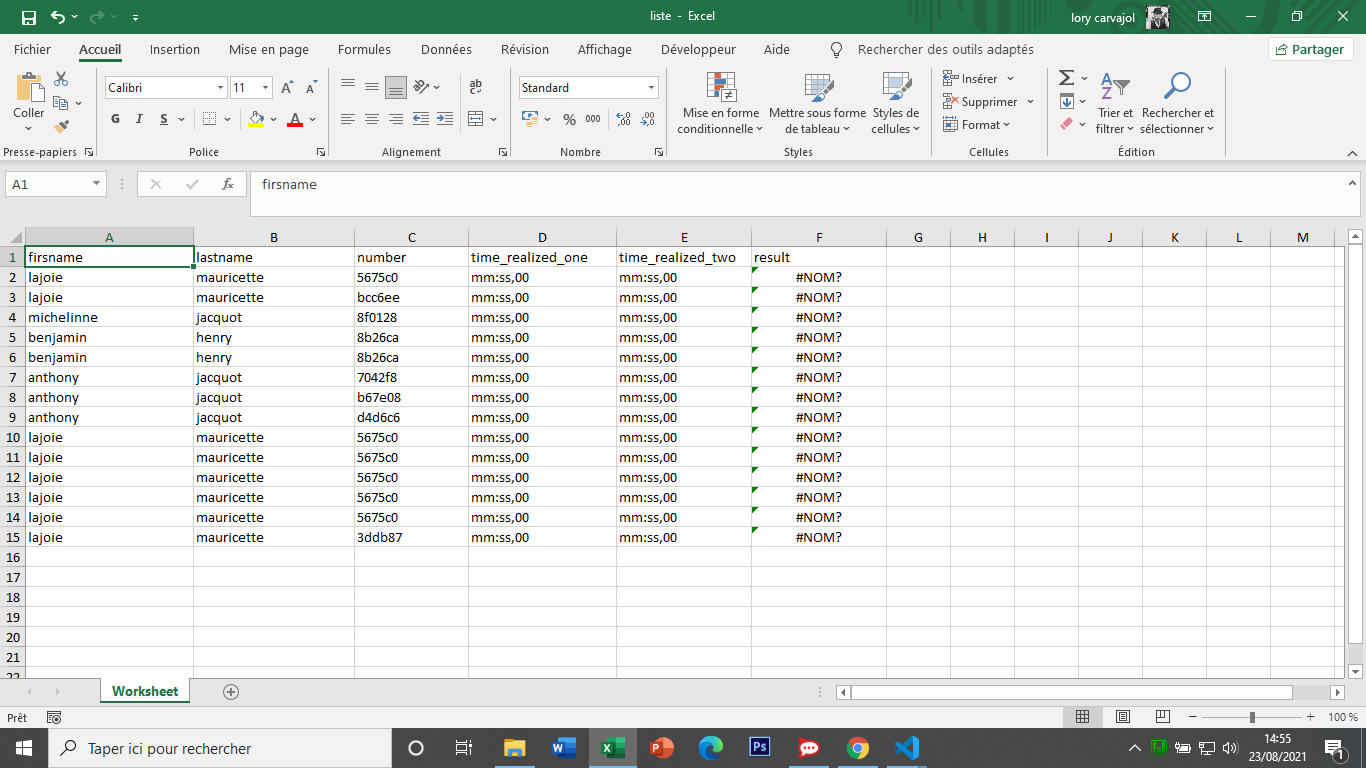 liste - Excel
lory carvajol
Fichier Accueil Insertion Mise en page Formules Données Révision Affichage Développeur Aide Rechercher des outils adaptés Partager
Coller
Calibri 11
G I S
A A
ab
Standard
% 000
Mise en forme conditionnelle
Mettre sous forme de tableau
Styles de cellules
Insérer
Supprimer
Format
Trier et filtrer
Rechercher et sélectionner
Presse-papiers Police Alignement Nombre Styles Cellules Édition
A1 fx firsname
A B C D E F G H I J K L M
1 firsname lastname number time_realized_one time_realized_two result
2 lajoie mauricette 5675c0 mm:ss,00 mm:ss,00 #NOM?
3 lajoie mauricette bcc6ee mm:ss,00 mm:ss,00 #NOM?
4 michelinne jacquot 8f0128 mm:ss,00 mm:ss,00 #NOM?
5 benjamin henry 8b26ca mm:ss,00 mm:ss,00 #NOM?
6 benjamin henry 8b26ca mm:ss,00 mm:ss,00 #NOM?
7 anthony jacquot 7042f8 mm:ss,00 mm:ss,00 #NOM?
8 anthony jacquot b67e08 mm:ss,00 mm:ss,00 #NOM?
9 anthony jacquot d4d6c6 mm:ss,00 mm:ss,00 #NOM?
10 lajoie mauricette 5675c0 mm:ss,00 mm:ss,00 #NOM?
11 lajoie mauricette 5675c0 mm:ss,00 mm:ss,00 #NOM?
12 lajoie mauricette 5675c0 mm:ss,00 mm:ss,00 #NOM?
13 lajoie mauricette 5675c0 mm:ss,00 mm:ss,00 #NOM?
14 lajoie mauricette 5675c0 mm:ss,00 mm:ss,00 #NOM?
15 lajoie mauricette 3ddb87 mm:ss,00 mm:ss,00 #NOM?
16
17
18
19
20
21
22
Worksheet
Prêt 100 %
Taper ici pour rechercher
14:55
23/08/2021
1